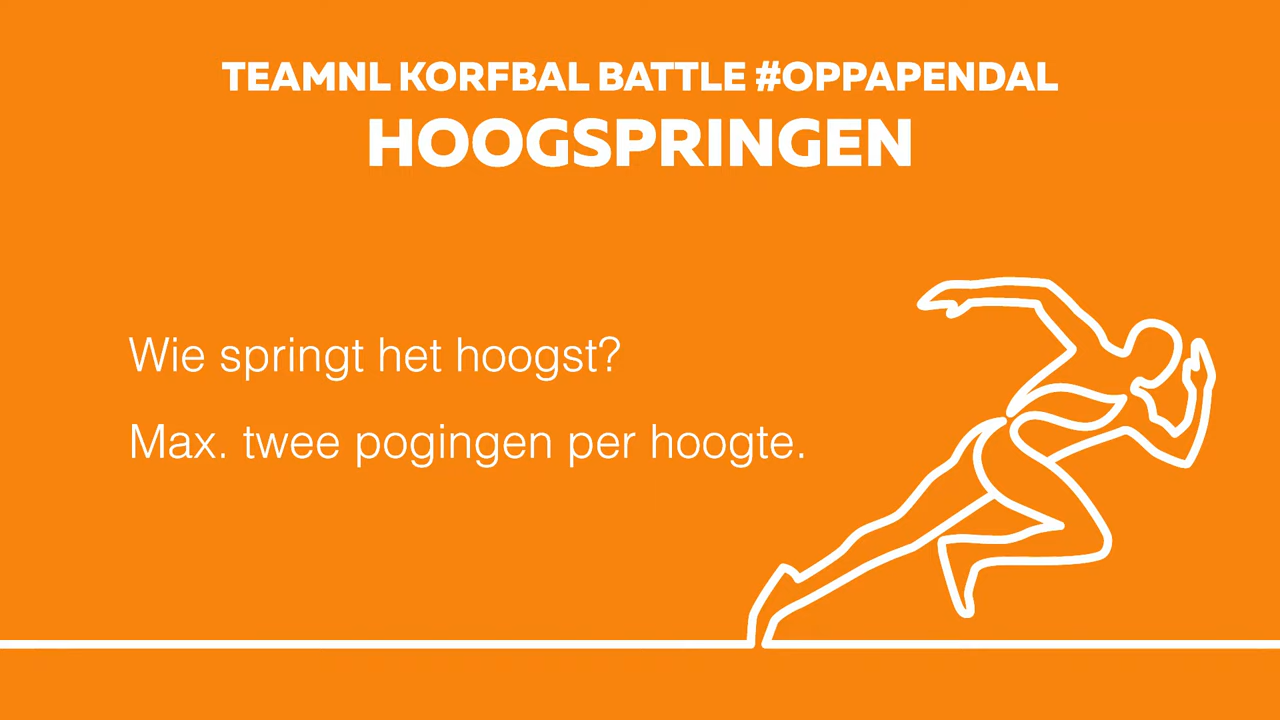 TEAMNL KORFBAL BATTLE #OPPAPENDAL
HOOGSPRINGEN
Wie springt het hoogst?
Max. twee pogingen per hoogte.